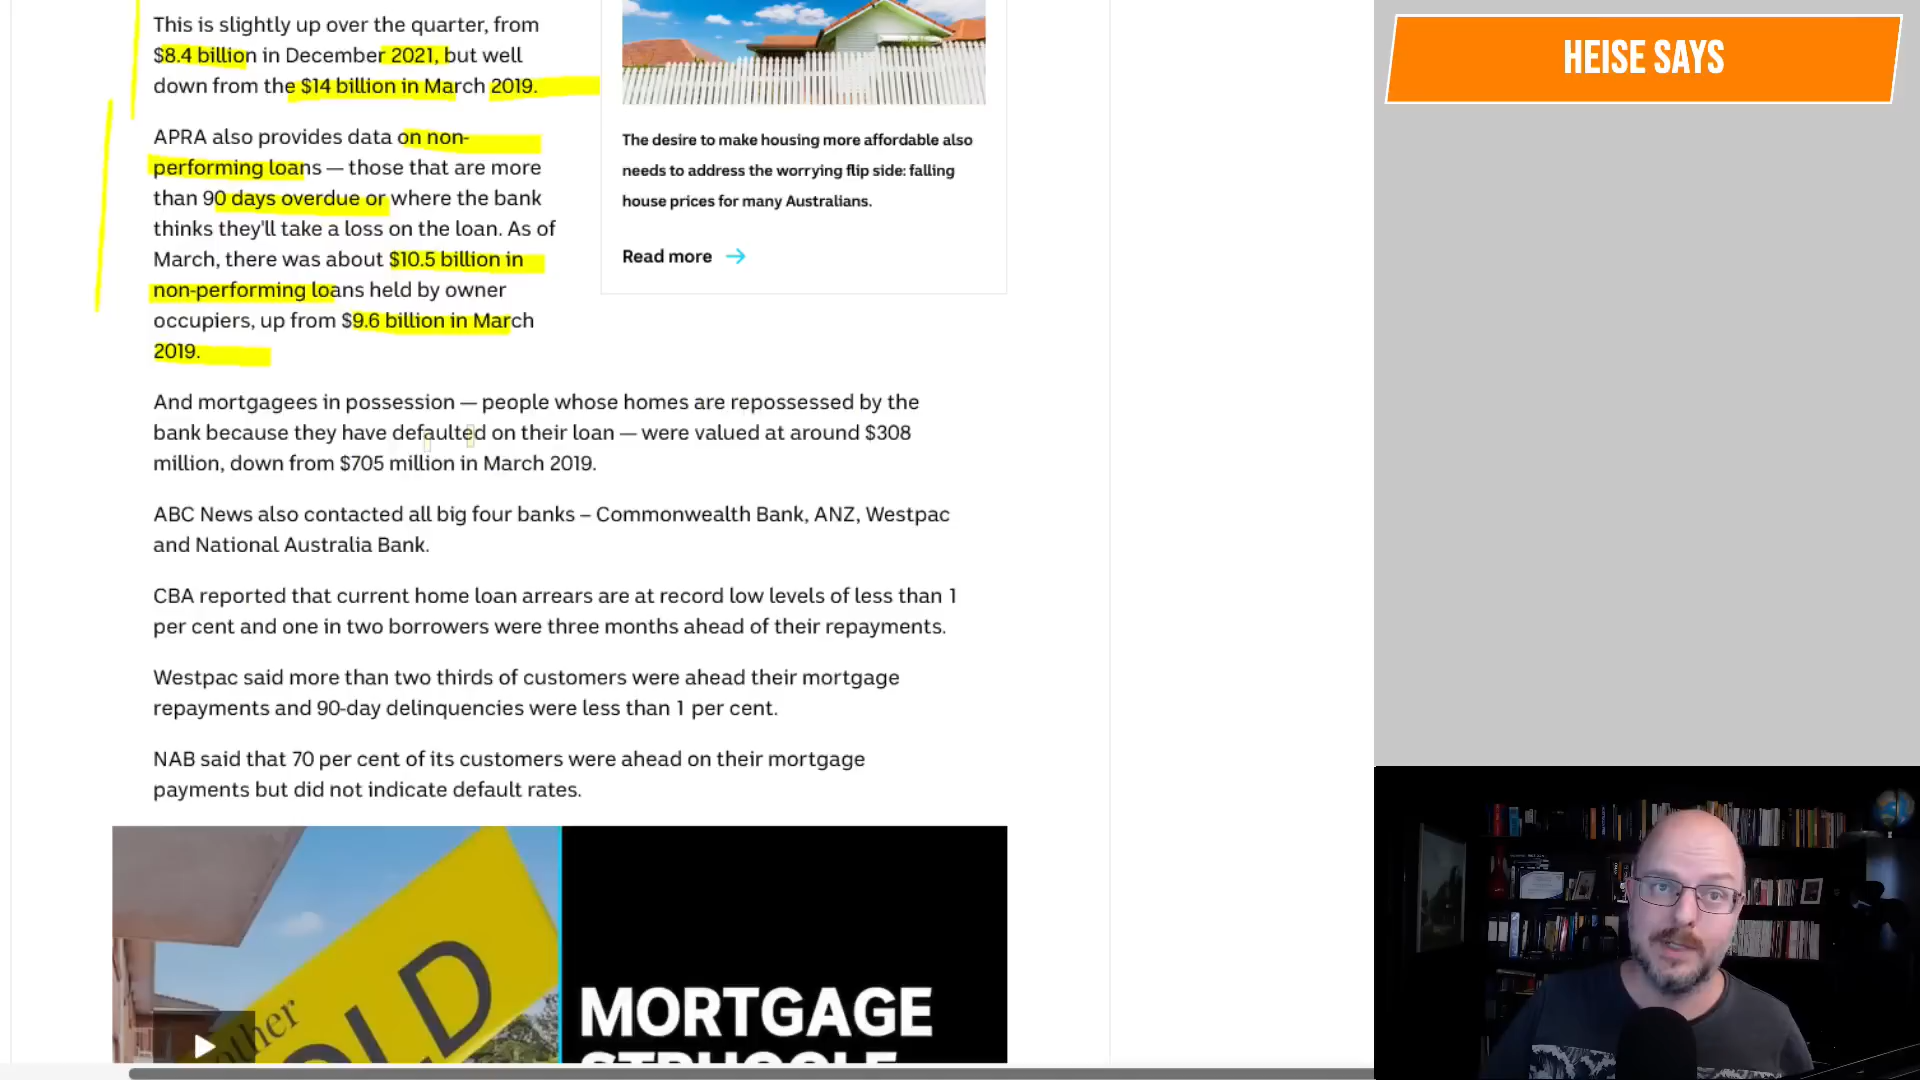 This is slightly up over the quarter, from
$8.4 billion in December 2021, but well
down from the $14 billion in March 2019.
APRA also provides data on non-
performing loans — those that are more
than 90 days overdue or where the bank
thinks they'll take a loss on the loan. As of
March, there was about $10.5 billion in
non-performing loans held by owner
occupiers, up from $9.6 billion in March
2019.
The desire to make housing more affordable also
needs to address the worrying flip side: falling
house prices for many Australians.
Read more
And mortgagees in possession — people whose homes are repossessed by the
bank because they have defaulted on their loan — were valued at around $308
million, down from $705 million in March 2019.
ABC News also contacted all big four banks – Commonwealth Bank, ANZ, Westpac
and National Australia Bank.
CBA reported that current home loan arrears are at record low levels of less than 1
per cent and one in two borrowers were three months ahead of their repayments.
Westpac said more than two thirds of customers were ahead their mortgage
repayments and 90-day delinquencies were less than 1 per cent.
NAB said that 70 per cent of its customers were ahead on their mortgage
payments but did not indicate default rates.
other
OLD
MORTGAGE
STRUGGLE
HEISE SAYS